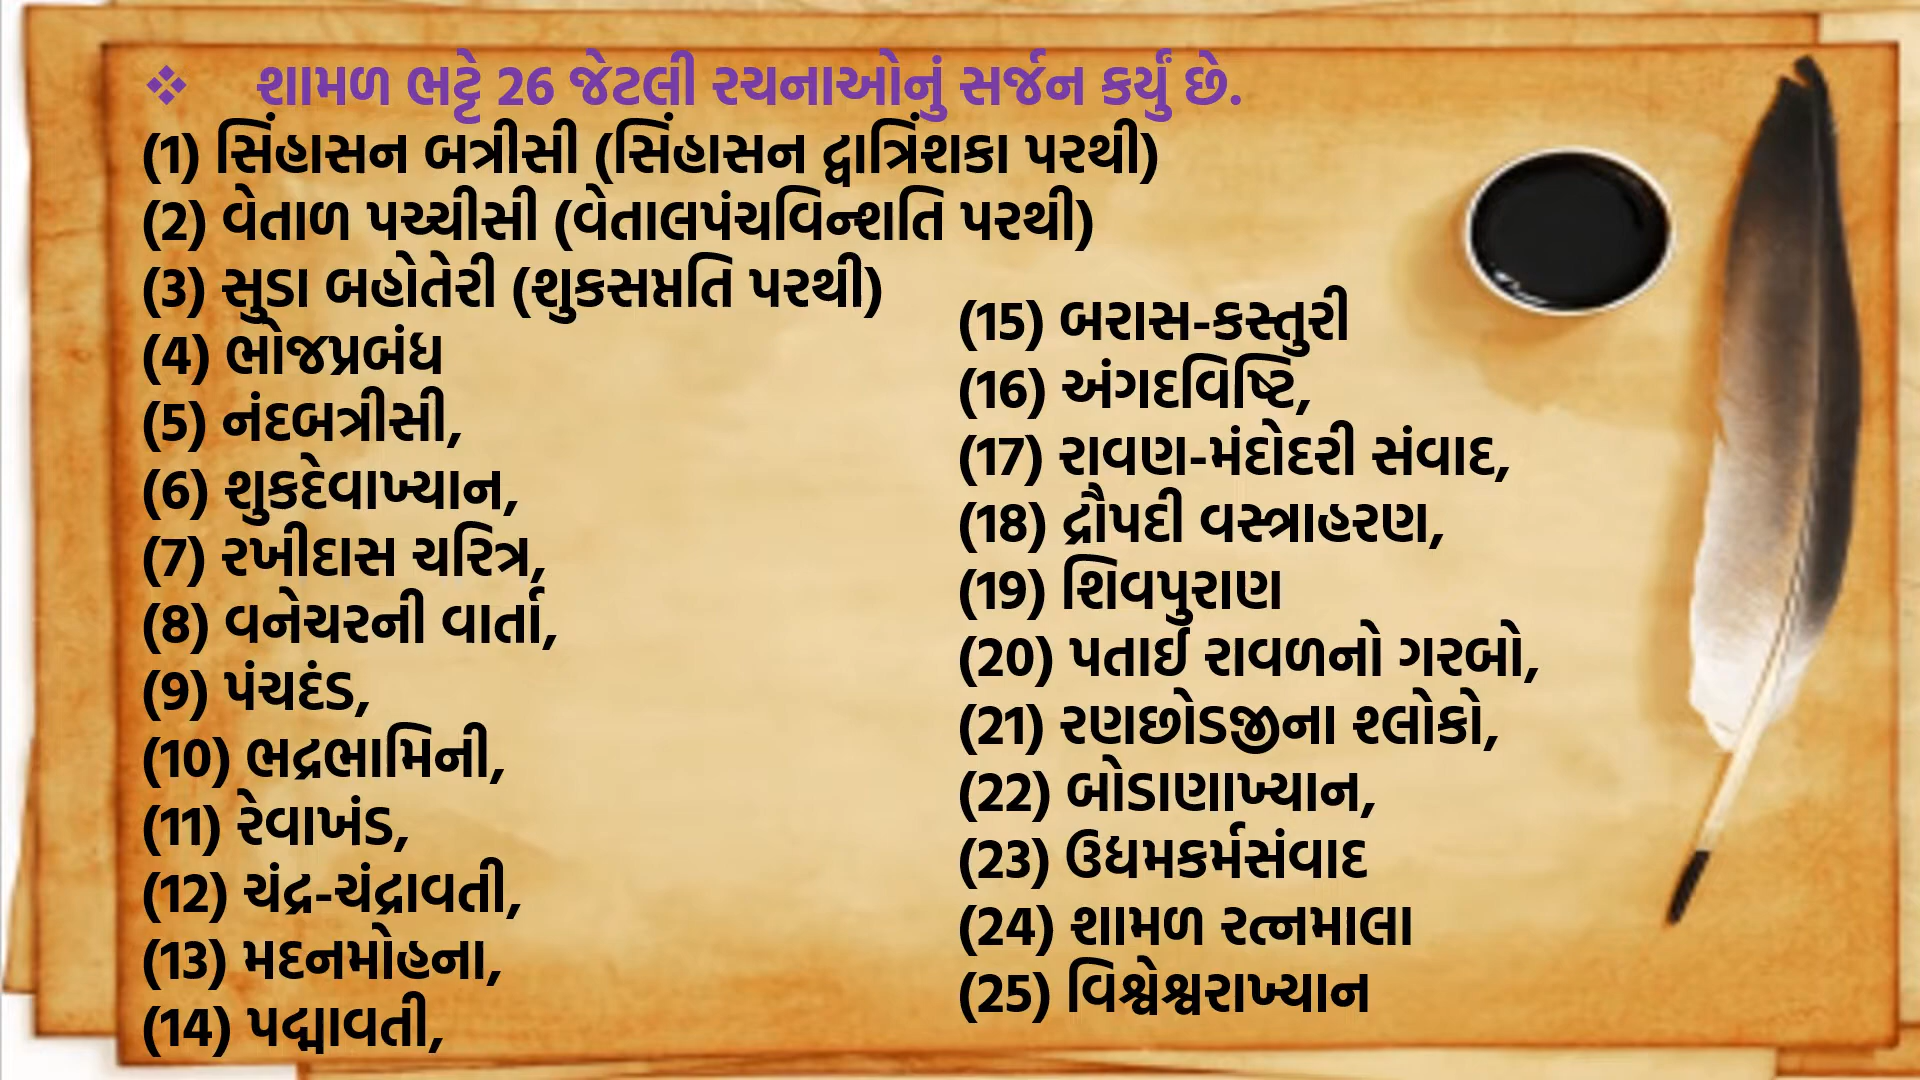 ❖ શામળ ભટ્ટે 26 જેટલી રચનાઓનું સર્જન કર્યું છે.
(1) સિંહાસન બત્રીસી (સિંહાસન દ્વાત્રિંશકા પરથી)
(2) વેતાળ પચ્ચીસી (વેતાલપંચવિન્શતિ પરથી)
(3) સુડા બહોતેરી (શુકસપ્તતિ પરથી)
(4) ભોજપ્રબંધ
(5) નંદબત્રીસી,
(6) શુકદેવાખ્યાન,
(7) રખીદાસ ચરિત્ર,
(8) વનેચરની વાર્તા,
(9) પંચદંડ,
(10) ભદ્રભામિની,
(11) રેવાખંડ,
(12) ચંદ્ર-ચંદ્રાવતી,
(13) મદનમોહના,
(14) પદ્માવતી,
(15) બરાસ-કસ્તુરી
(16) અંગદવિષ્ટિ,
(17) રાવણ-મંદોદરી સંવાદ,
(18) દ્રૌપદી વસ્ત્રાહરણ,
(19) શિવપુરાણ
(20) પતાઈ રાવળનો ગરબો,
(21) રણછોડજીના શ્લોકો,
(22) બોડાણાખ્યાન,
(23) ઉદ્યમકર્મસંવાદ
(24) શામળ રત્નમાલા
(25) વિશ્વેશ્વરાખ્યાન